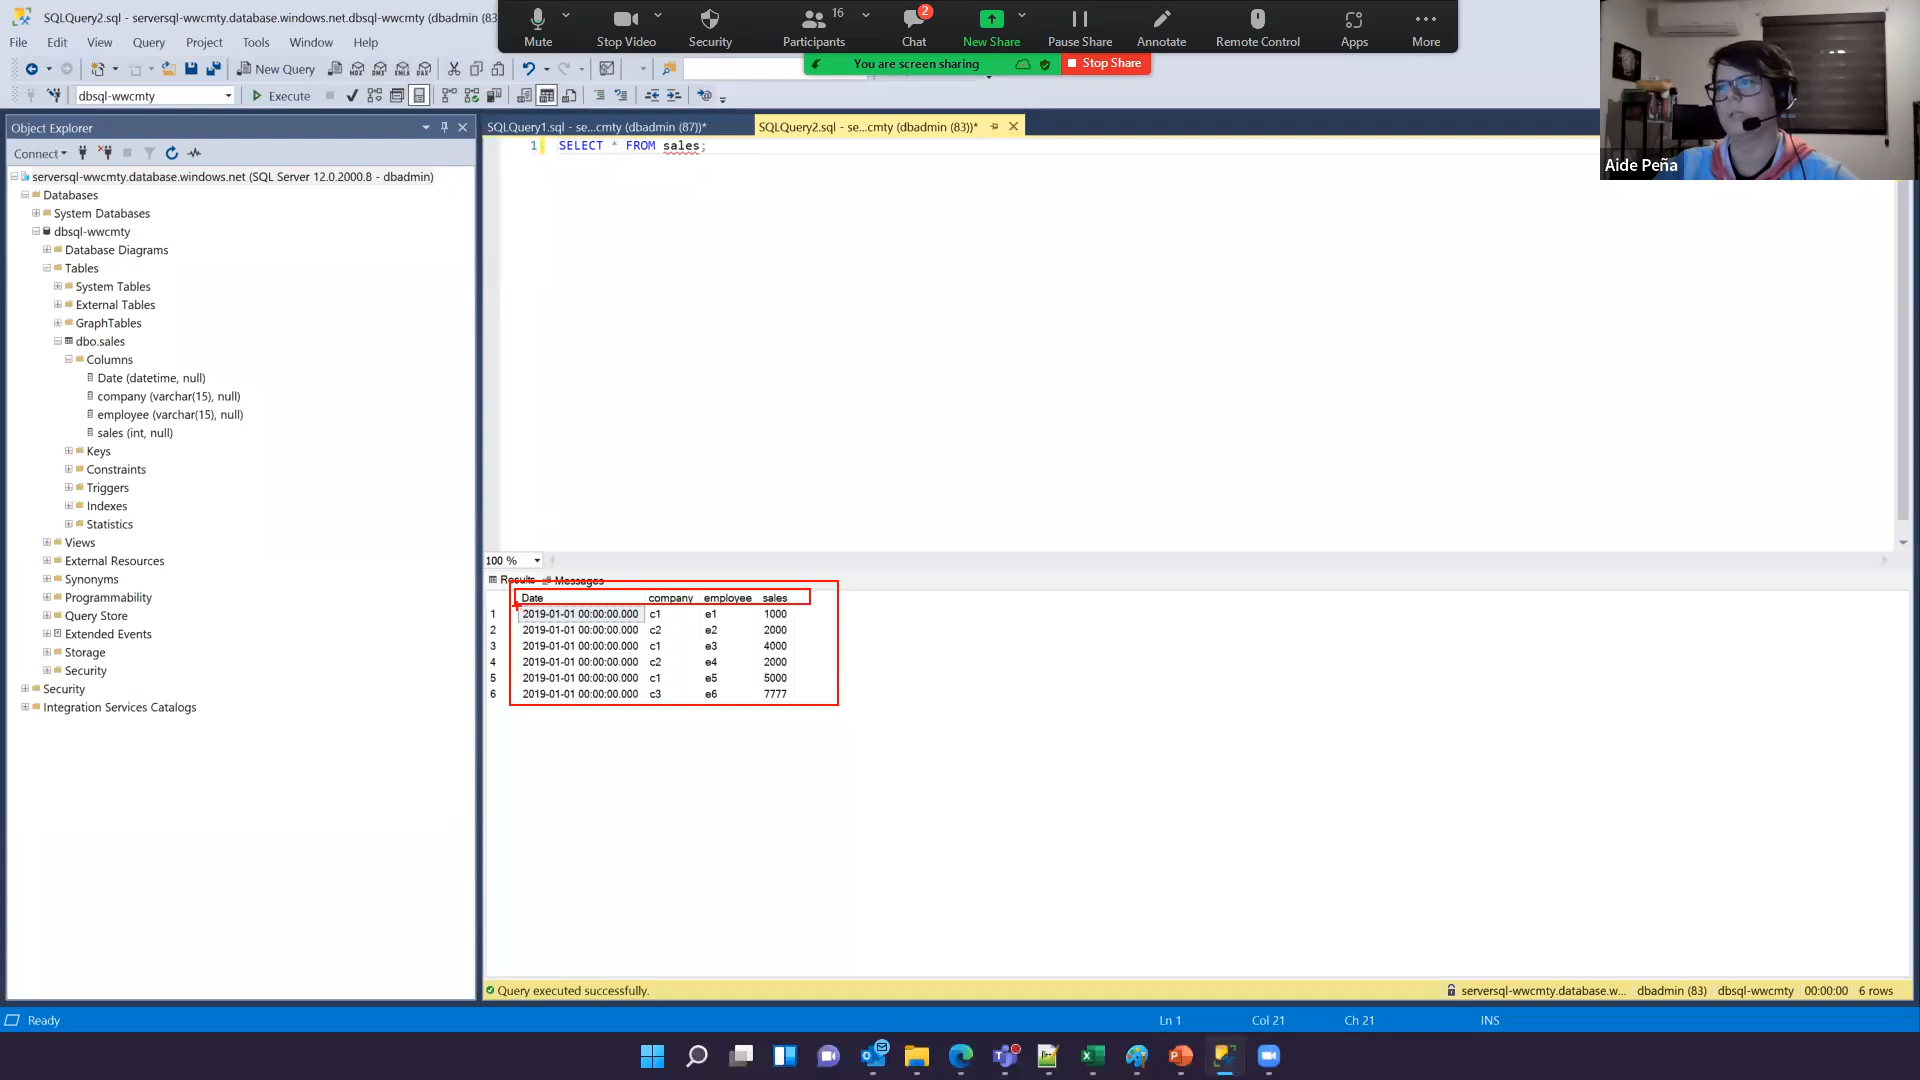 SQLQuery2.sql - serversql-wwcmty.database.windows.net.dbsql-wwcmty (dbadmin (83
File Edit View Query Project Tools Window Help
Mute
Stop Video
Security
16
Participants
2
Chat
New Share
Pause Share
Annotate
Remote Control
Apps
More
You are screen sharing
Stop Share
New Query
dbsql-wwcmty
Execute
Aide Peña
Object Explorer
Connect
serversql-wwcmty.database.windows.net (SQL Server 12.0.2000.8 - dbadmin)
Databases
System Databases
dbsql-wwcmty
Database Diagrams
Tables
System Tables
External Tables
GraphTables
dbo.sales
Columns
Date (datetime, null)
company (varchar(15), null)
employee (varchar(15), null)
sales (int, null)
Keys
Constraints
Triggers
Indexes
Statistics
Views
External Resources
Synonyms
Programmability
Query Store
Extended Events
Storage
Security
Security
Integration Services Catalogs
SQLQuery1.sql - se...cmty (dbadmin (87))*
SQLQuery2.sql - se...cmty (dbadmin (83))*
1 SELECT * FROM sales;
100 %
Results Messages
Date company employee sales
1 2019-01-01 00:00:00.000 c1 e1 1000
2 2019-01-01 00:00:00.000 c2 e2 2000
3 2019-01-01 00:00:00.000 c1 e3 4000
4 2019-01-01 00:00:00.000 c2 e4 2000
5 2019-01-01 00:00:00.000 c1 e5 5000
6 2019-01-01 00:00:00.000 c3 e6 7777
Query executed successfully.
serversql-wwcmty.database.w... dbadmin (83) dbsql-wwcmty 00:00:00 6 rows
Ready
Ln 1
Col 21
Ch 21
INS